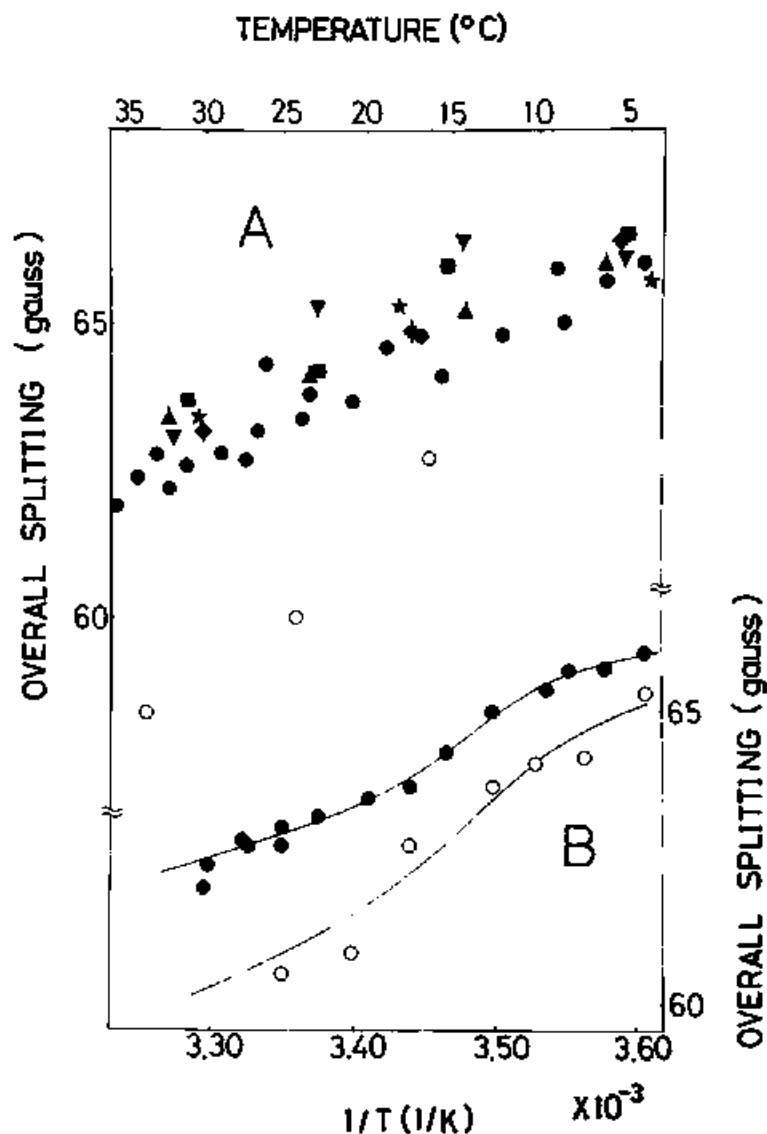 TEMPERATURE (°C)
35 30 25 20 15 10 5
A
OVERALL SPLITTING (gauss)
65
60
OVERALL SPLITTING (gauss)
65
60
B
3.30 3.40 3.50 3.60
1/T (1/K) X10-3